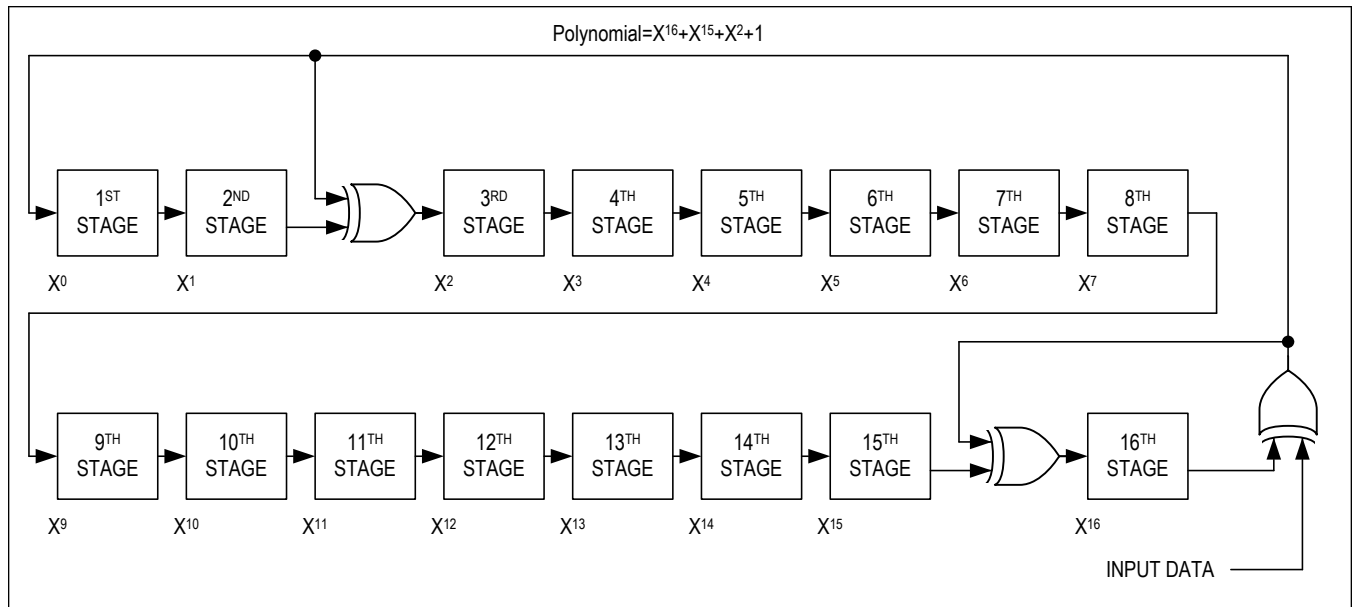 Polynomial=X¹⁶+X¹⁵+X²+1
1ST STAGE
2ND STAGE
3RD STAGE
4TH STAGE
5TH STAGE
6TH STAGE
7TH STAGE
8TH STAGE
X⁰ X¹ X² X³ X⁴ X⁵ X⁶ X⁷
9TH STAGE
10TH STAGE
11TH STAGE
12TH STAGE
13TH STAGE
14TH STAGE
15TH STAGE
16TH STAGE
X⁹ X¹⁰ X¹¹ X¹² X¹³ X¹⁴ X¹⁵ X¹⁶
INPUT DATA